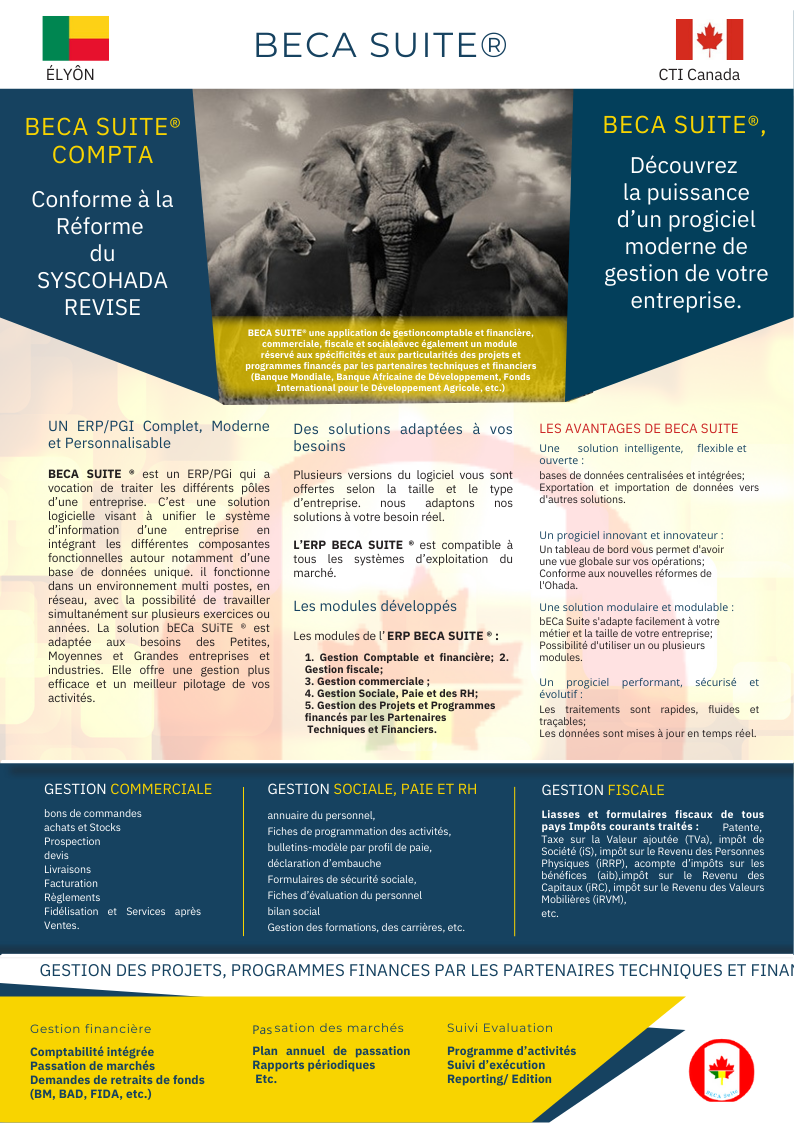 BECA SUITE®
ÉLYÔN
CTI Canada
BECA SUITE®
COMPTA
Conforme à la
Réforme
du
SYSCOHADA
REVISE
BECA SUITE® une application de gestioncomptable et financière,
commerciale, fiscale et socialeavec également un module
réservé aux spécificités et aux particularités des projets et
programmes financés par les partenaires techniques et financiers
(Banque Mondiale, Banque Africaine de Développement, Fonds
International pour le Développement Agricole, etc.)
BECA SUITE®,
Découvrez
la puissance
d’un progiciel
moderne de
gestion de votre
entreprise.
UN ERP/PGI Complet, Moderne
et Personnalisable
BECA SUITE ® est un ERP/PGi qui a
vocation de traiter les différents pôles
d’une entreprise. C’est une solution
logicielle visant à unifier le système
d’information d’une entreprise en
intégrant les différentes composantes
fonctionnelles autour notamment d’une
base de données unique. il fonctionne
dans un environnement multi postes, en
réseau, avec la possibilité de travailler
simultanément sur plusieurs exercices ou
années. La solution bECa SUiTE ® est
adaptée aux besoins des Petites,
Moyennes et Grandes entreprises et
industries. Elle offre une gestion plus
efficace et un meilleur pilotage de vos
activités.
Des solutions adaptées à vos
besoins
Plusieurs versions du logiciel vous sont
offertes selon la taille et le type
d’entreprise. nous adaptons nos
solutions à votre besoin réel.
L’ERP BECA SUITE ® est compatible à
tous les systèmes d’exploitation du
marché.
Les modules développés
Les modules de l’ ERP BECA SUITE ® :
1. Gestion Comptable et financière; 2.
Gestion fiscale;
3. Gestion commerciale ;
4. Gestion Sociale, Paie et des RH;
5. Gestion des Projets et Programmes
financés par les Partenaires
Techniques et Financiers.
LES AVANTAGES DE BECA SUITE
Une solution intelligente, flexible et
ouverte :
bases de données centralisées et intégrées;
Exportation et importation de données vers
d'autres solutions.
Un progiciel innovant et innovateur :
Un tableau de bord vous permet d'avoir
une vue globale sur vos opérations;
Conforme aux nouvelles réformes de
l'Ohada.
Une solution modulaire et modulable :
bECa Suite s'adapte facilement à votre
métier et la taille de votre entreprise;
Possibilité d'utiliser un ou plusieurs
modules.
Un progiciel performant, sécurisé et
évolutif :
Les traitements sont rapides, fluides et
traçables;
Les données sont mises à jour en temps réel.
GESTION COMMERCIALE
bons de commandes
achats et Stocks
Prospection
devis
Livraisons
Facturation
Règlements
Fidélisation et Services après
Ventes.
GESTION SOCIALE, PAIE ET RH
annuaire du personnel,
Fiches de programmation des activités,
bulletins-modèle par profil de paie,
déclaration d’embauche
Formulaires de sécurité sociale,
Fiches d’évaluation du personnel
bilan social
Gestion des formations, des carrières, etc.
GESTION FISCALE
Liasses et formulaires fiscaux de tous
pays Impôts courants traités : Patente,
Taxe sur la Valeur ajoutée (TVa), impôt de
Société (iS), impôt sur le Revenu des Personnes
Physiques (iRRP), acompte d’impôts sur les
bénéfices (aib),impôt sur le Revenu des
Capitaux (iRC), impôt sur le Revenu des Valeurs
Mobilières (iRVM),
etc.
GESTION DES PROJETS, PROGRAMMES FINANCES PAR LES PARTENAIRES TECHNIQUES ET FINAN
Gestion financière
Comptabilité intégrée
Passation de marchés
Demandes de retraits de fonds
(BM, BAD, FIDA, etc.)
Passation des marchés
Plan annuel de passation
Rapports périodiques
Etc.
Suivi Evaluation
Programme d’activités
Suivi d’exécution
Reporting/ Edition
BECA Suite